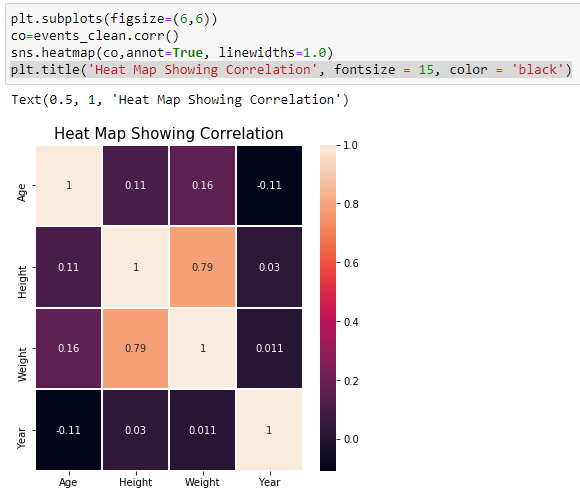 plt.subplots(figsize=(6,6))
co=events_clean.corr()
sns.heatmap(co,annot=True, linewidths=1.0)
plt.title('Heat Map Showing Correlation', fontsize = 15, color = 'black')
Text(0.5, 1, 'Heat Map Showing Correlation')
Heat Map Showing Correlation
1.0
Age
1
0.11
0.16
-0.11
0.8
Height
0.11
1
0.79
0.03
0.6
0.4
Weight
0.16
0.79
1
0.011
0.2
Year
-0.11
0.03
0.011
1
0.0
Age Height Weight Year